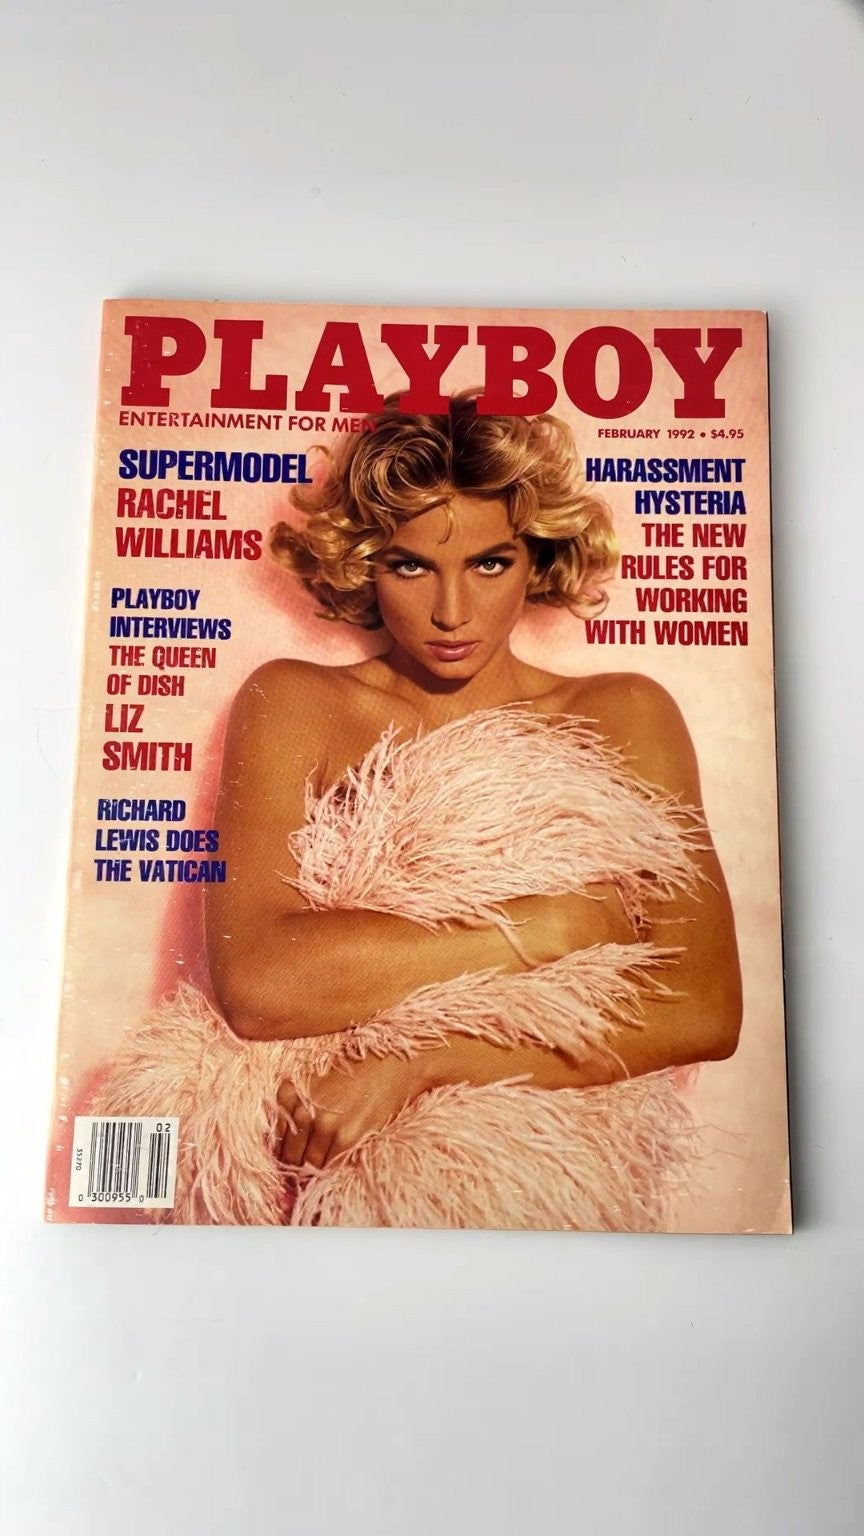 PLAYBOY
ENTERTAINMENT FOR MEN
FEBRUARY 1992 • $4.95
SUPERMODEL
RACHEL
WILLIAMS
PLAYBOY
INTERVIEWS
THE QUEEN
OF DISH
LIZ
SMITH
RICHARD
LEWIS DOES
THE VATICAN
HARASSMENT
HYSTERIA
THE NEW
RULES FOR
WORKING
WITH WOMEN
02
35270
0 300955 0